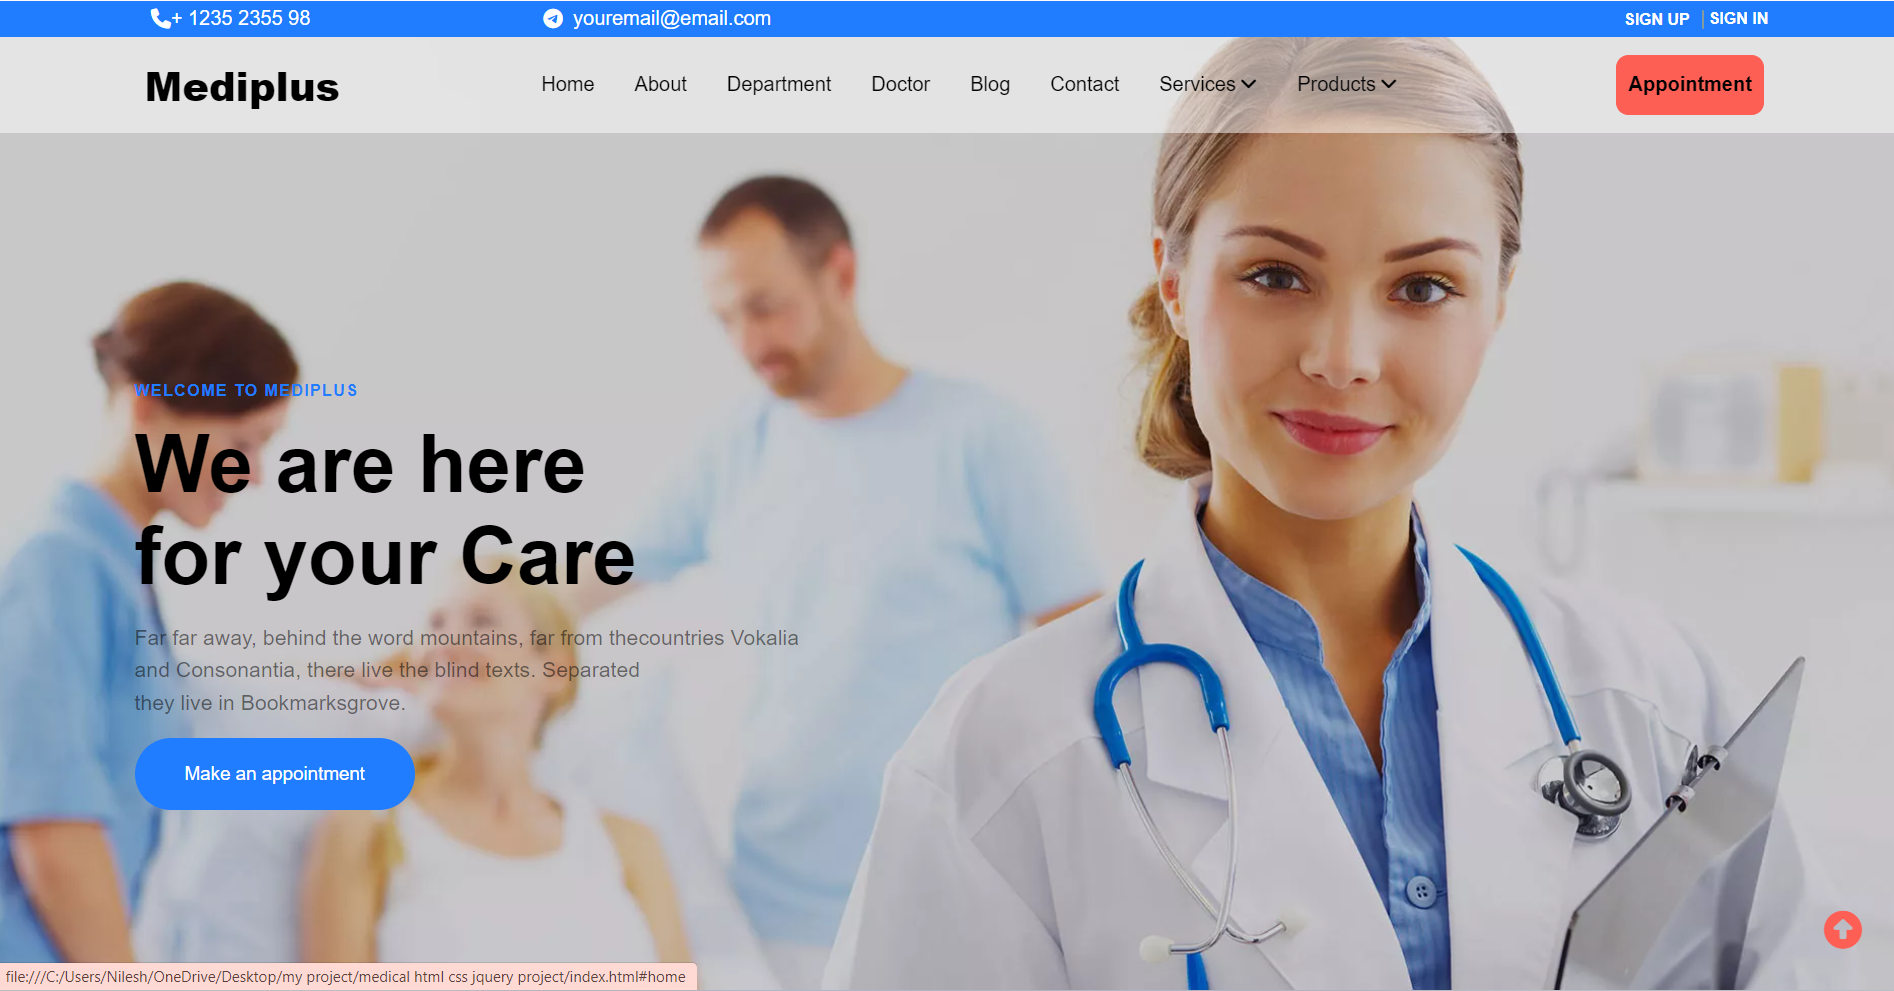 + 1235 2355 98
youremail@email.com
SIGN UP | SIGN IN
Mediplus
Home About Department Doctor Blog Contact Services Products
Appointment
WELCOME TO MEDIPLUS
We are here
for your Care
Far far away, behind the word mountains, far from thecountries Vokalia
and Consonantia, there live the blind texts. Separated
they live in Bookmarksgrove.
Make an appointment
file:///C:/Users/Nilesh/OneDrive/Desktop/my project/medical html css jquery project/index.html#home